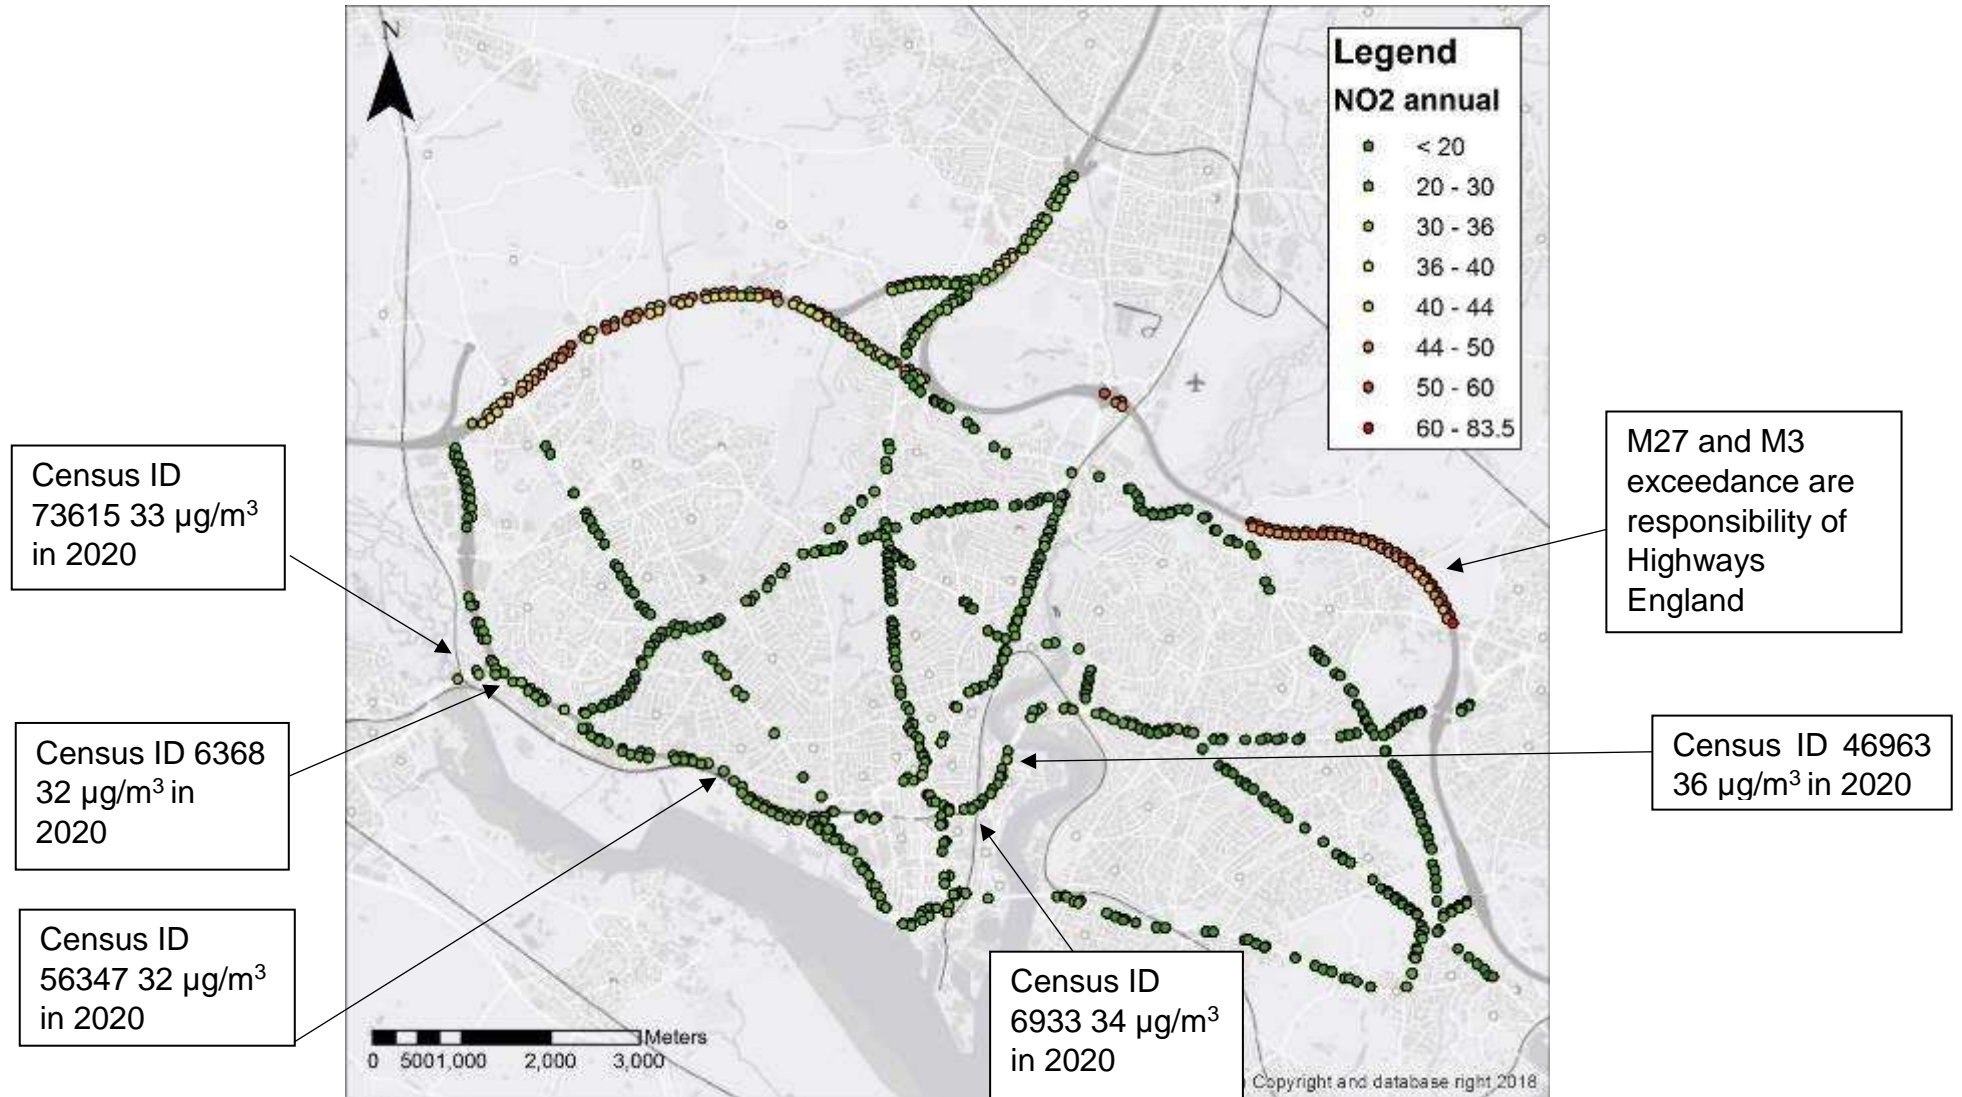 N
Legend
NO2 annual
< 20
20 - 30
30 - 36
36 - 40
40 - 44
44 - 50
50 - 60
60 - 83.5
Census ID
73615 33 µg/m³
in 2020
Census ID 6368
32 µg/m³ in
2020
Census ID
56347 32 µg/m³
in 2020
M27 and M3
exceedance are
responsibility of
Highways
England
Census ID 46963
36 µg/m³ in 2020
Census ID
6933 34 µg/m³
in 2020
Meters
0 500 1,000 2,000 3,000
Copyright and database right 2018